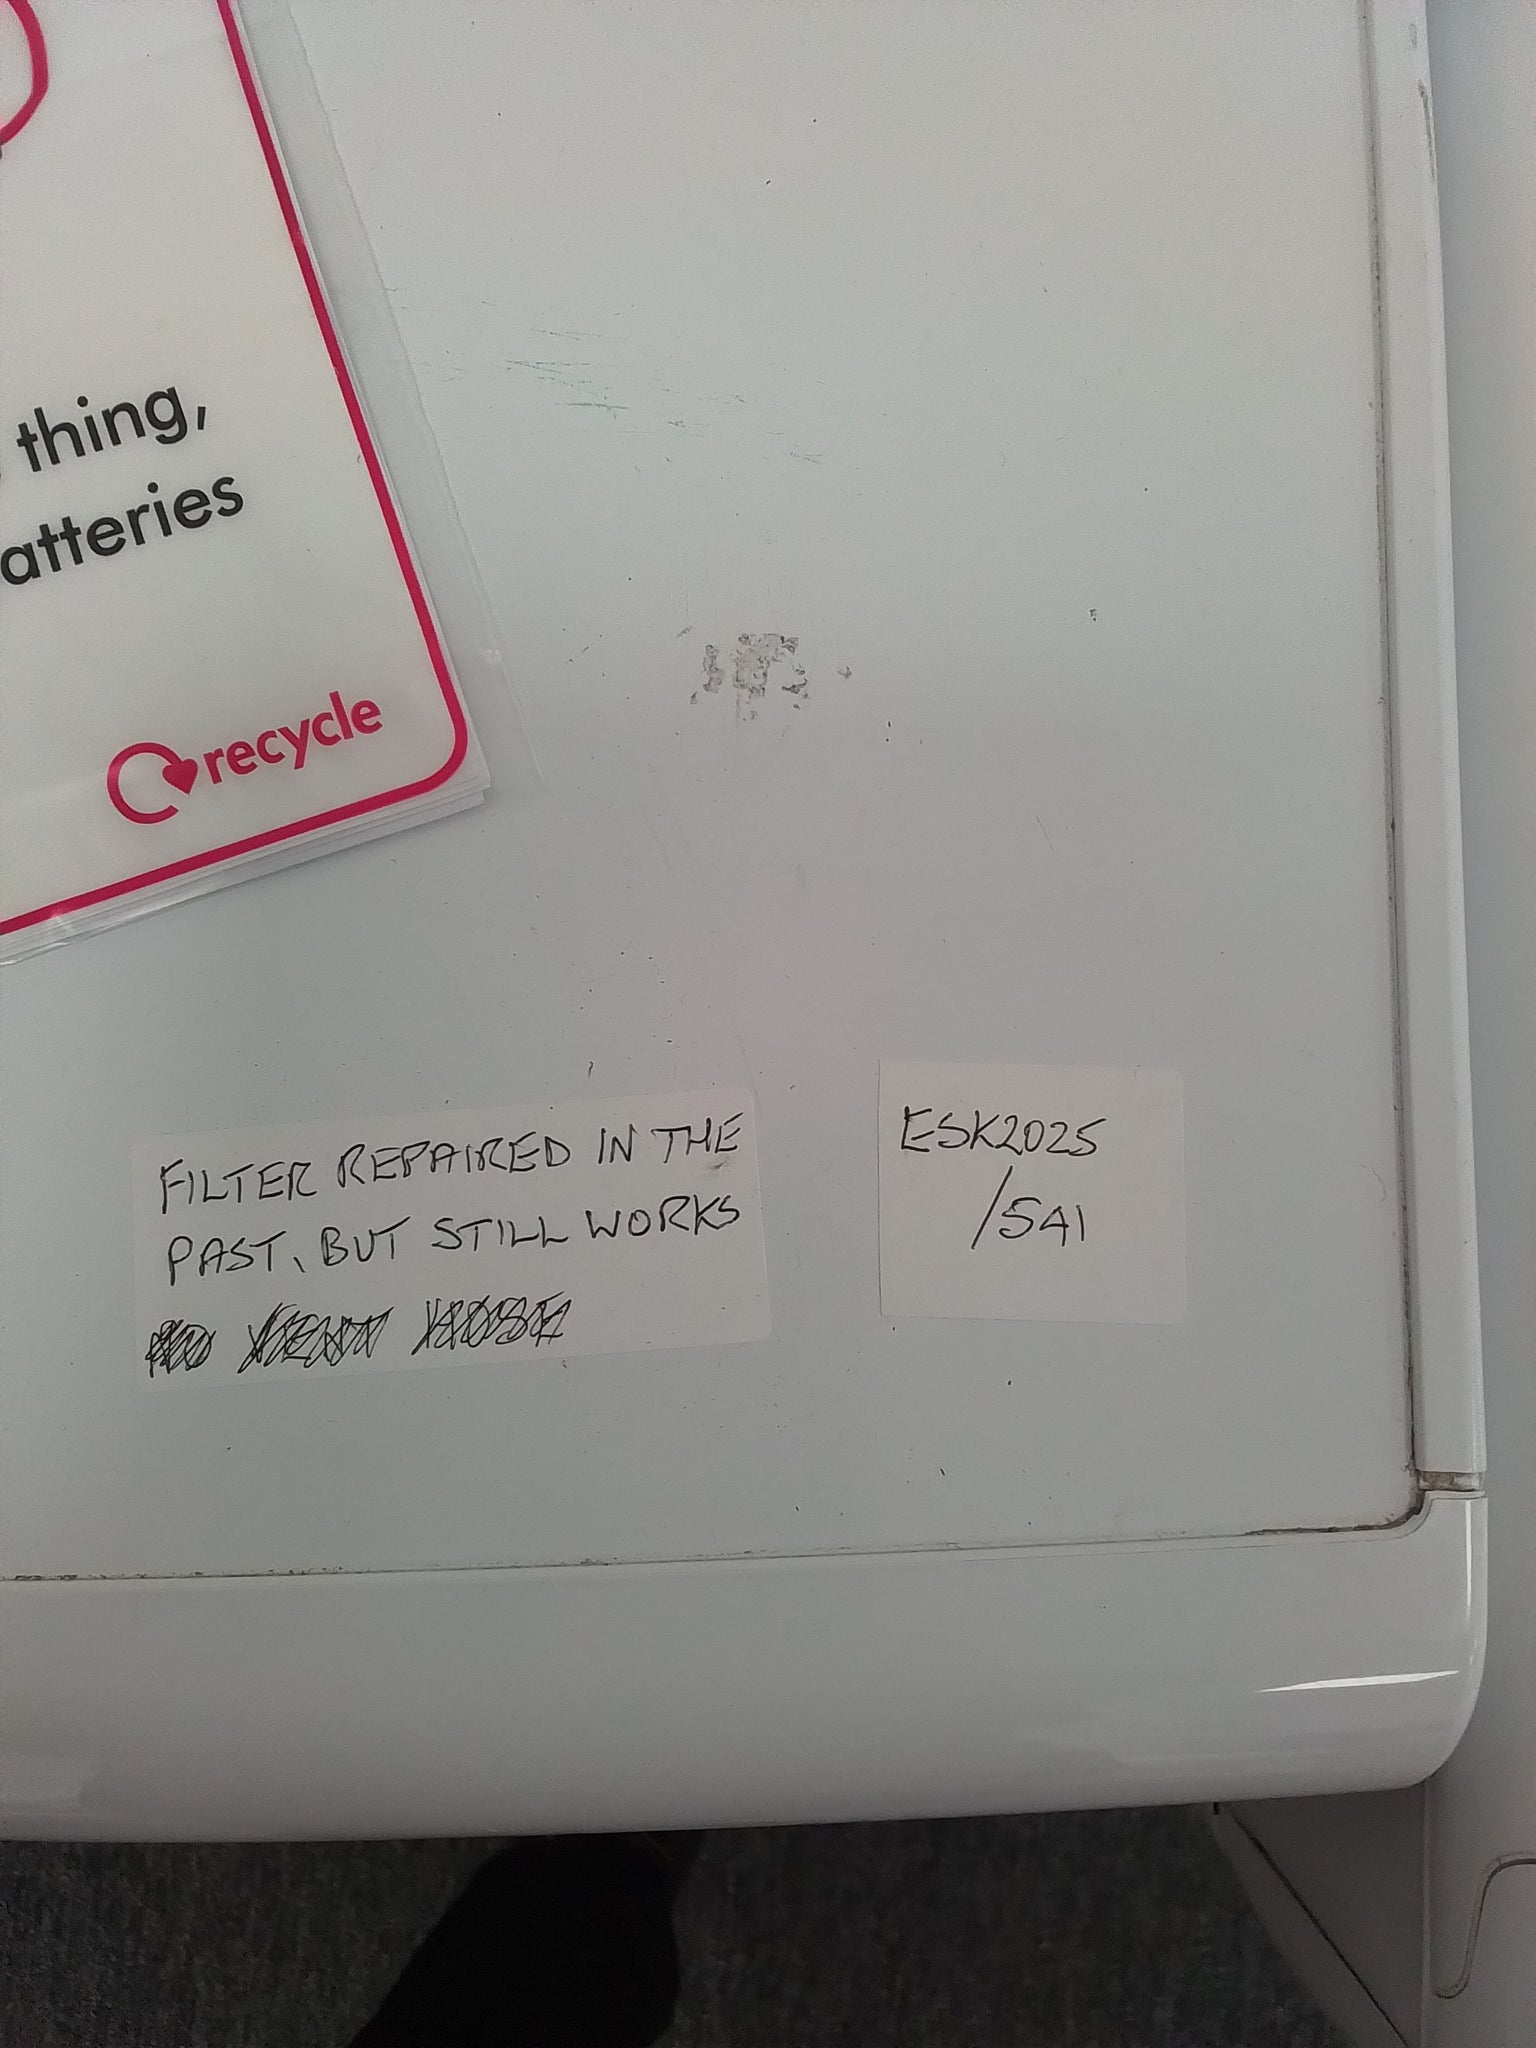 thing,
atteries
recycle
FILTER REPAIRED IN THE
PAST, BUT STILL WORKS
ESK2025
/541